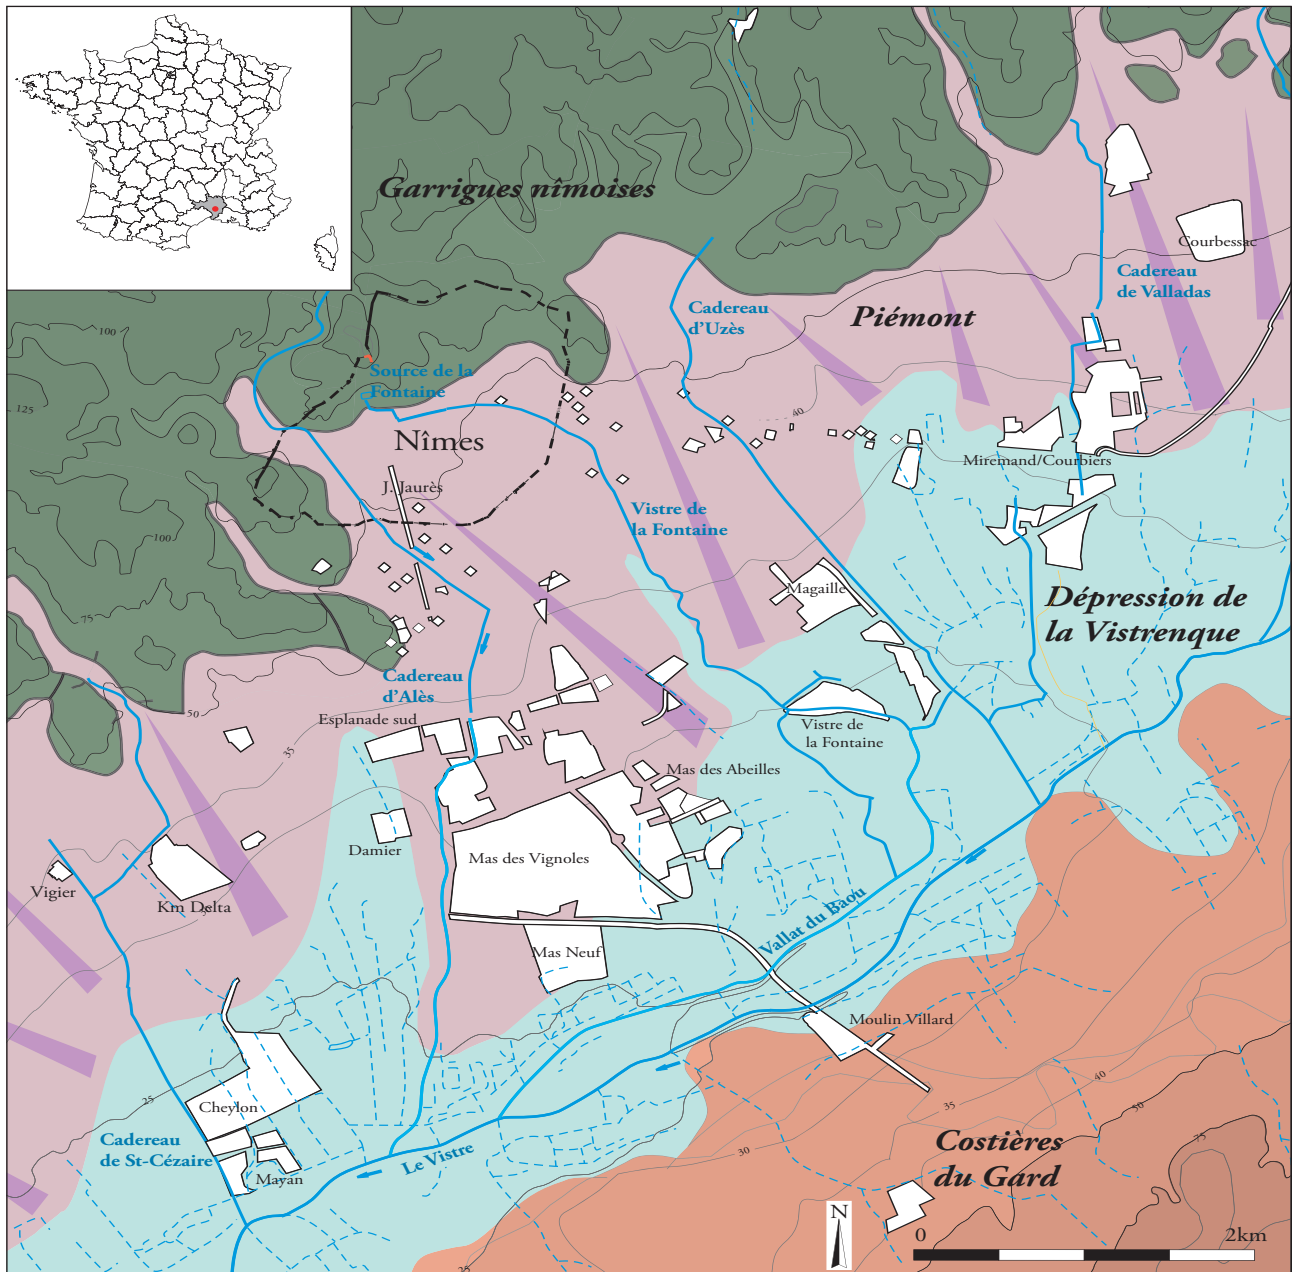 Garrigues nîmoises
Courbessac
Cadereau
de Valladas
Cadereau
d'Uzès
Piémont
100
Source de la
Fontaine
125
40
Nîmes
Miremand/Courbiers
J. Jaurès
Vistre de
la Fontaine
100
Magaille
Dépression de
la Vistrenque
75
Cadereau
d'Alès
50
Esplanade sud
Vistre de
la Fontaine
35
Mas des Abeilles
Damier
Mas des Vignoles
Vigier
Km Delta
Vallat du Baou
Mas Neuf
Moulin Villard
40
25
Cheylon
35
50
75
Cadereau
de St-Cézaire
Costières
du Gard
Le Vistre
30
Mayan
N
0
2km
25